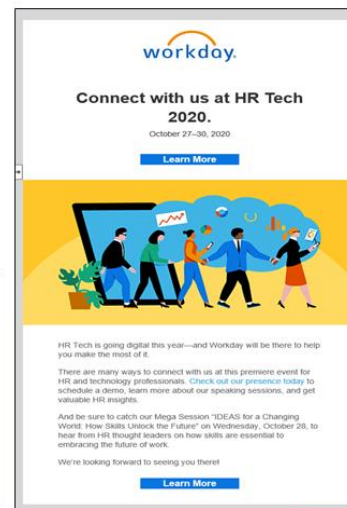 workday.
Connect with us at HR Tech
2020.
October 27–30, 2020
Learn More
HR Tech is going digital this year—and Workday will be there to help
you make the most of it.
There are many ways to connect with us at this premiere event for
HR and technology professionals. Check out our presence today to
schedule a demo, learn more about our speaking sessions, and get
valuable HR insights.
And be sure to catch our Mega Session "IDEAS for a Changing
World: How Skills Unlock the Future" on Wednesday, October 28, to
hear from HR thought leaders on how skills are essential to
embracing the future of work.
We're looking forward to seeing you there!
Learn More